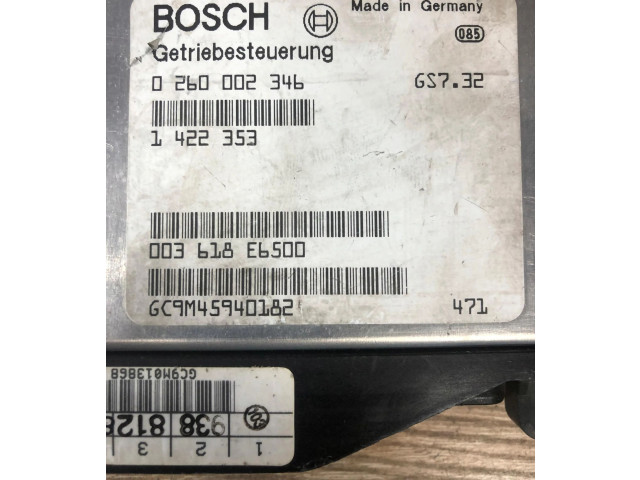 BOSCH Made in Germany
085
Getriebesteuerung
0 260 002 346 GS7.32
1 422 353
003 618 E6500
GC9M45940182 471
GC9M013868
938 8128
1 2 3